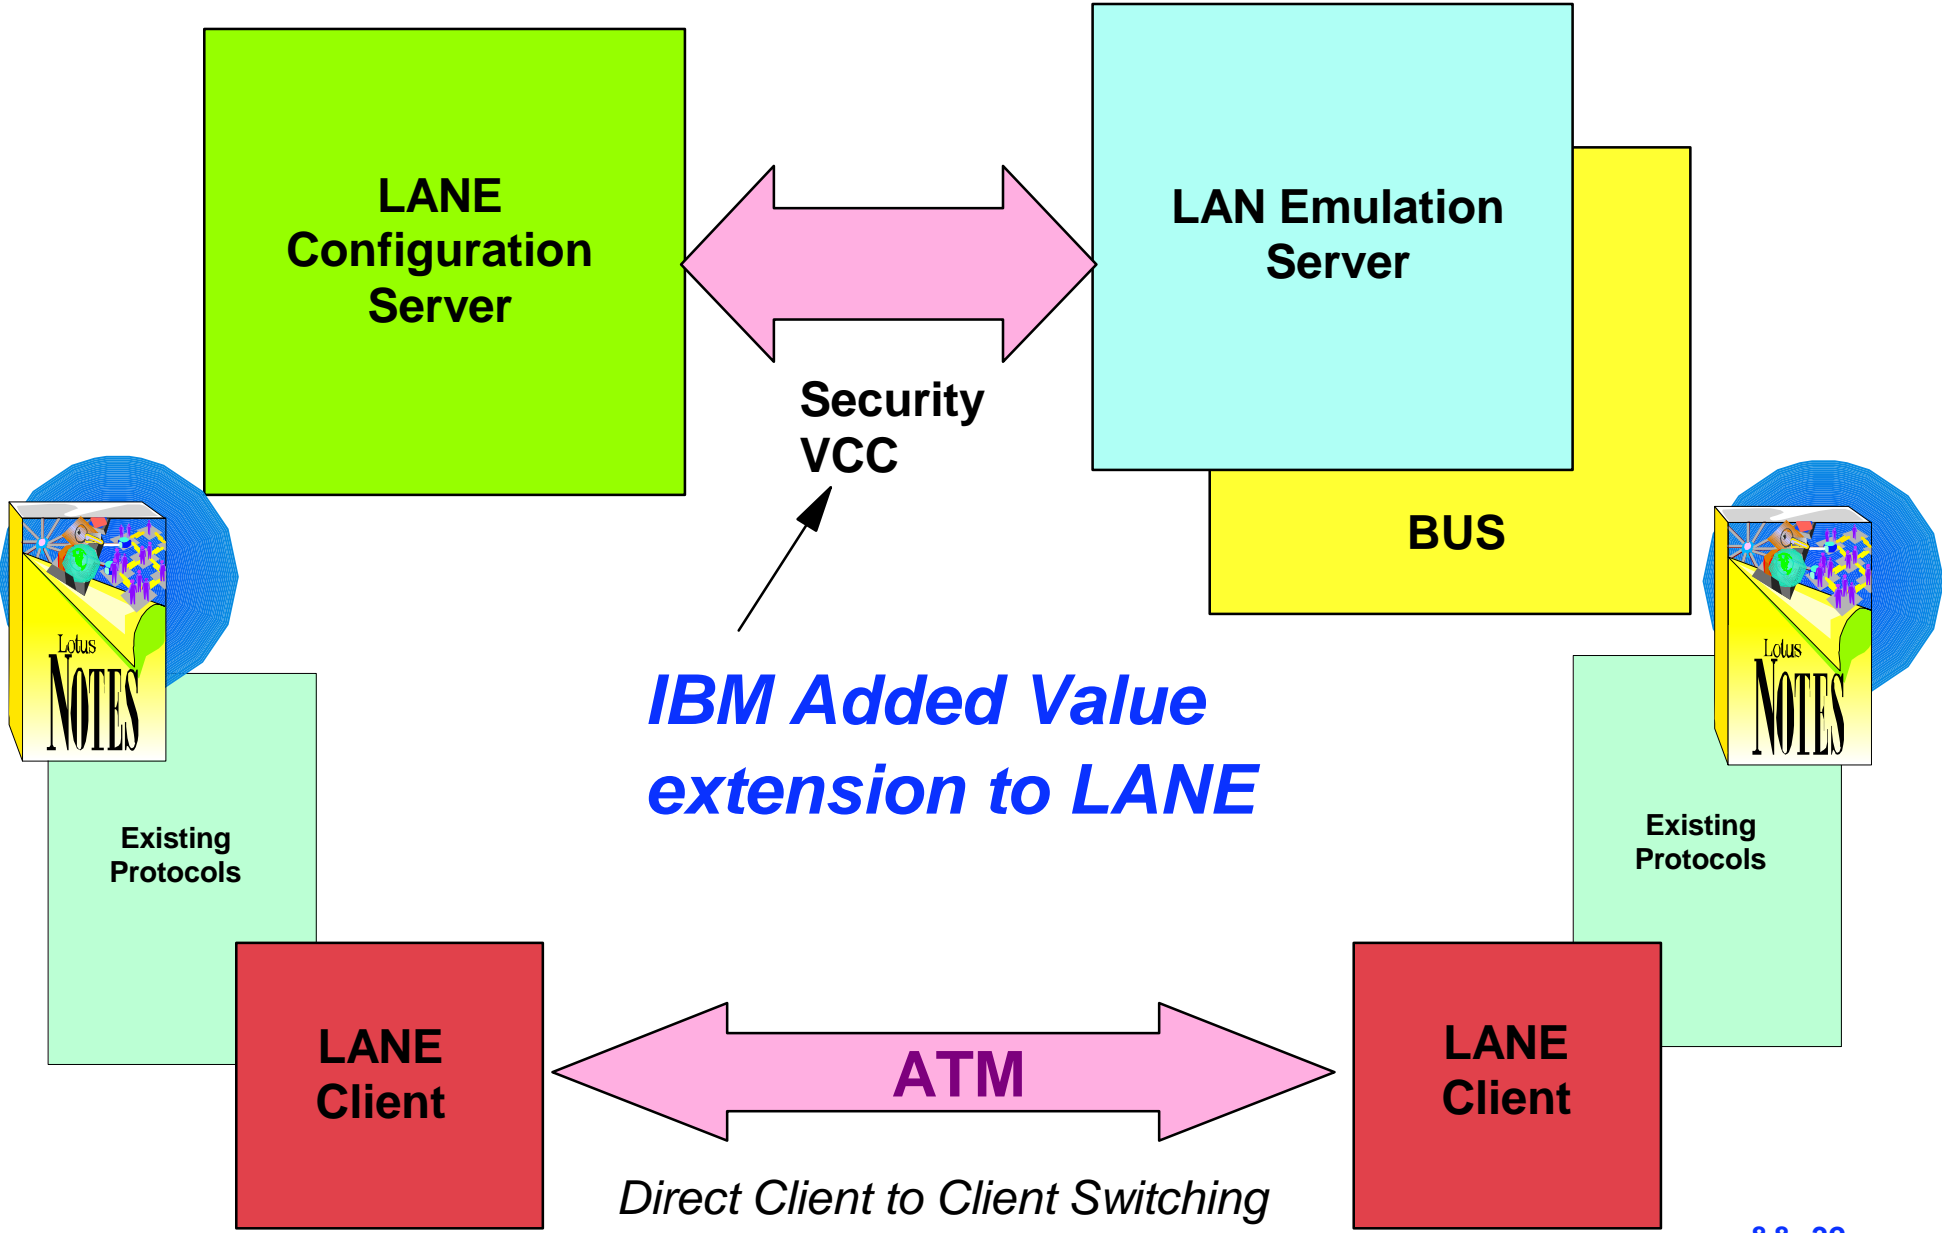 LANE
Configuration
Server
LAN Emulation
Server
Security
VCC
BUS
Lotus
NOTES
Lotus
NOTES
IBM Added Value
extension to LANE
Existing
Protocols
Existing
Protocols
LANE
Client
ATM
LANE
Client
Direct Client to Client Switching